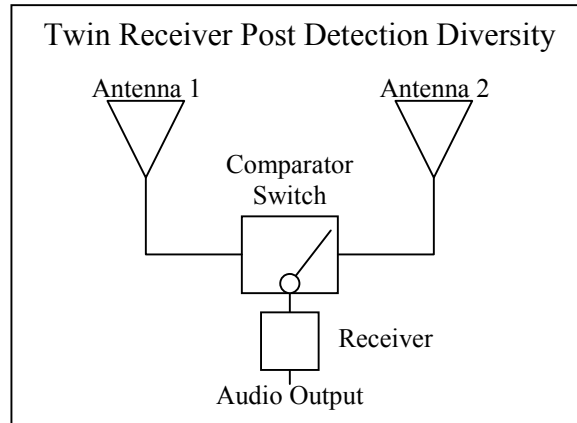 Twin Receiver Post Detection Diversity
Antenna 1
Antenna 2
Comparator
Switch
Receiver
Audio Output